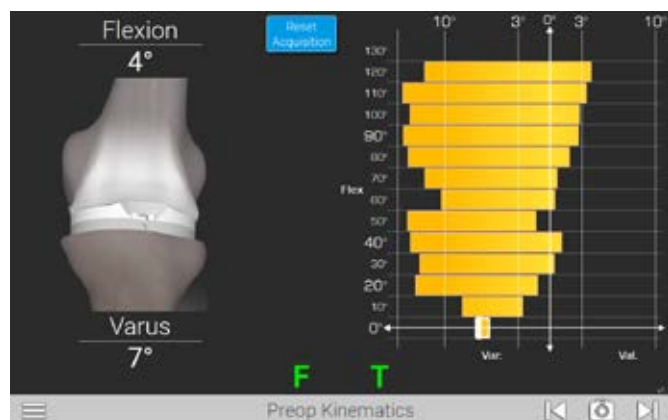 Flexion
4°
Reset
Acquisition
10° 3° 0° 3° 10°
130°
120°
110°
100°
90°
80°
70°
Flex
60°
50°
40°
30°
20°
10°
0°
Var. Val.
Varus
7°
F T
Preop Kinematics